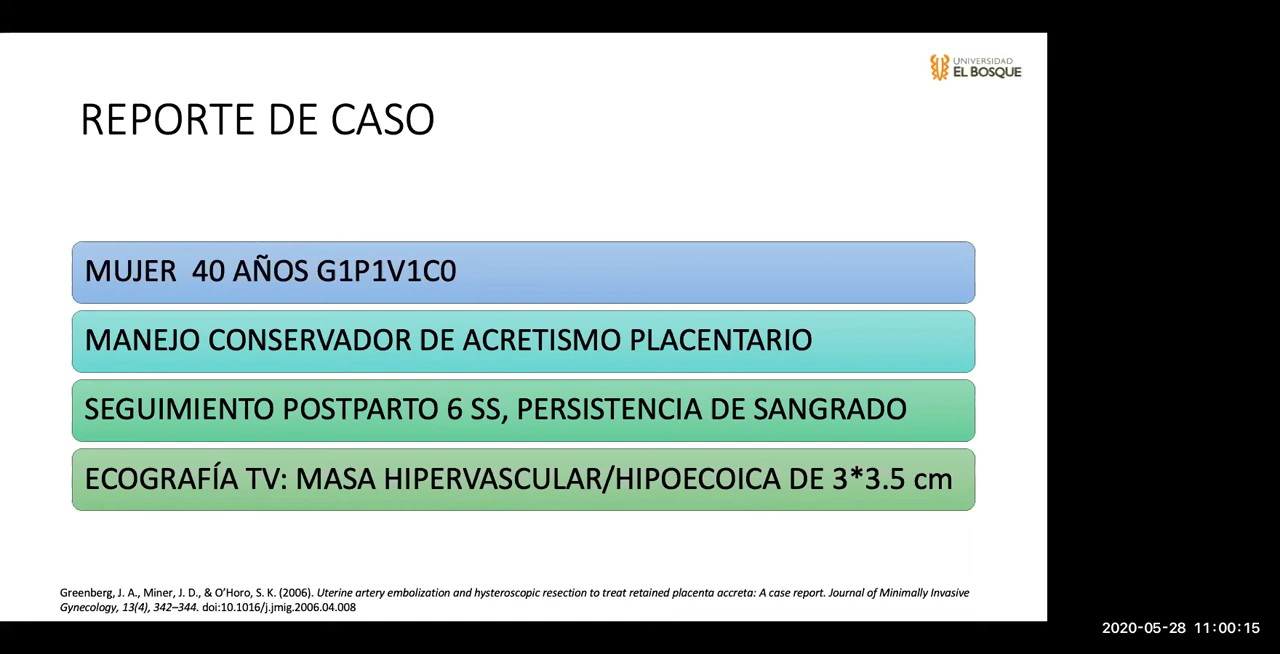 UNIVERSIDAD
EL BOSQUE
REPORTE DE CASO
MUJER  40 AÑOS G1P1V1C0
MANEJO CONSERVADOR DE ACRETISMO PLACENTARIO
SEGUIMIENTO POSTPARTO 6 SS, PERSISTENCIA DE SANGRADO
ECOGRAFÍA TV: MASA HIPERVASCULAR/HIPOECOICA DE 3*3.5 cm
Greenberg, J. A., Miner, J. D., & O’Horo, S. K. (2006). Uterine artery embolization and hysteroscopic resection to treat retained placenta accreta: A case report. Journal of Minimally Invasive
Gynecology, 13(4), 342–344. doi:10.1016/j.jmig.2006.04.008
2020-05-28 11:00:15